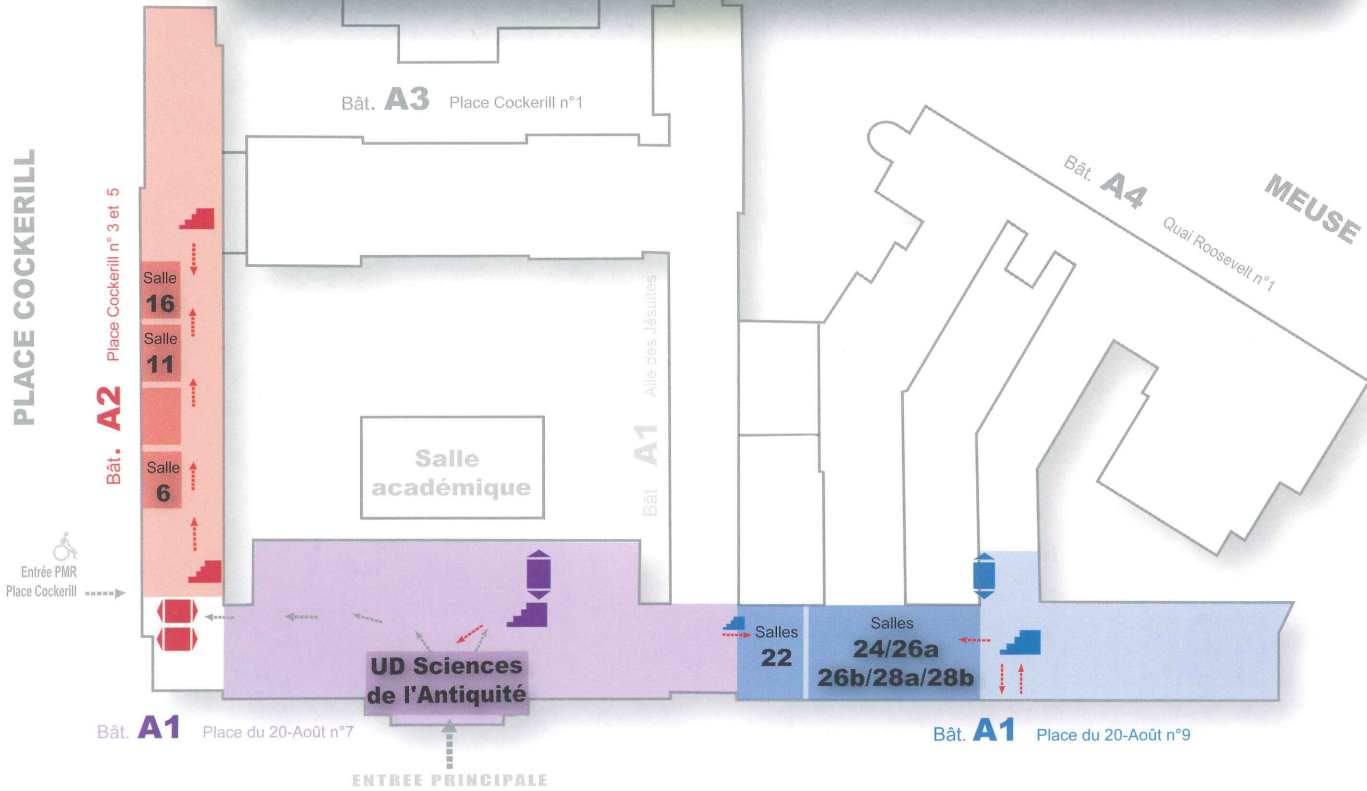 Bât. A3 Place Cockerill n°1
PLACE COCKERILL
Bât. A2 Place Cockerill n° 3 et 5
Salle
16
Salle
11
Salle
6
Entrée PMR
Place Cockerill
Salle
académique
Bât A1 Aile des Jésuites
Bât. A4 Quai Roosevelt n°1
MEUSE
UD Sciences
de l'Antiquité
Salles
22
Salles
24/26a
26b/28a/28b
Bât. A1 Place du 20-Août n°7
Bât. A1 Place du 20-Août n°9
ENTREE PRINCIPALE